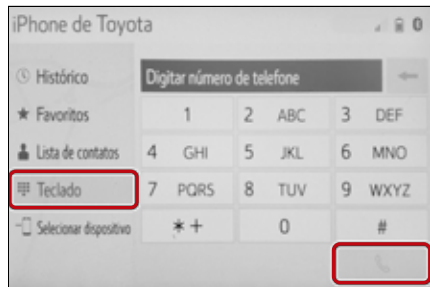 iPhone de Toyota
Histórico
Digitar número de telefone
Favoritos
1
2 ABC
3 DEF
Lista de contatos
4 GHI
5 JKL
6 MNO
Teclado
7 PQRS
8 TUV
9 WXYZ
Selecionar dispositivo
*+
0
#